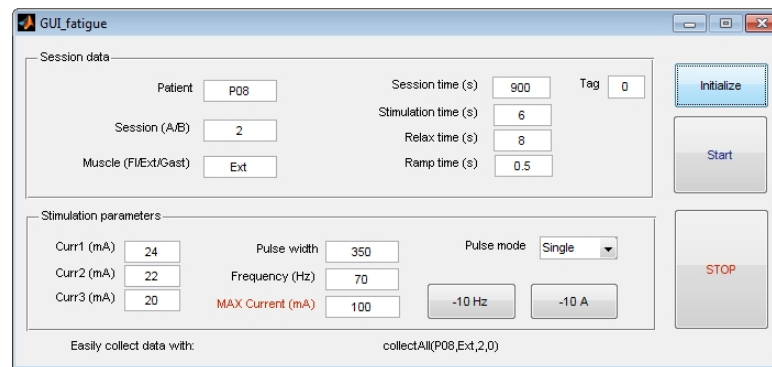 GUI_fatigue
Session data
Patient P08
Session (A/B) 2
Muscle (Fl/Ext/Gast) Ext
Session time (s) 900
Tag 0
Stimulation time (s) 6
Relax time (s) 8
Ramp time (s) 0.5
Initialize
Start
Stimulation parameters
Curr1 (mA) 24
Curr2 (mA) 22
Curr3 (mA) 20
Pulse width 350
Frequency (Hz) 70
MAX Current (mA) 100
Pulse mode Single
-10 Hz
-10 A
STOP
Easily collect data with: collectAll(P08,Ext,2,0)